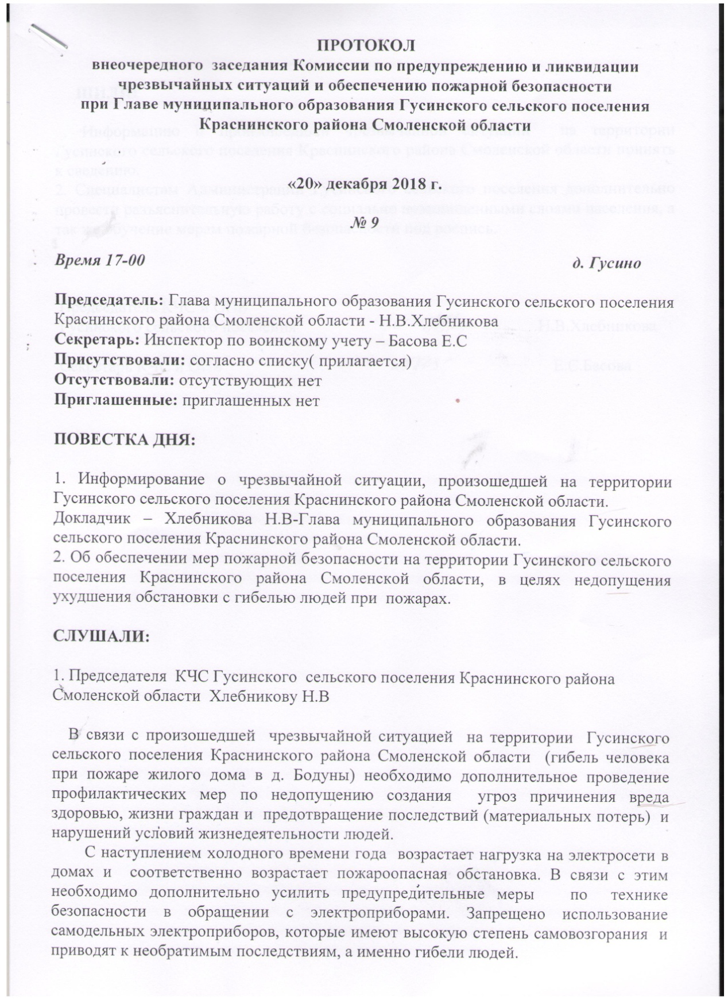 ПРОТОКОЛ
внеочередного заседания Комиссии по предупреждению и ликвидации
чрезвычайных ситуаций и обеспечению пожарной безопасности
при Главе муниципального образования Гусинского сельского поселения
Краснинского района Смоленской области
«20» декабря 2018 г.
№ 9
Время 17-00 д. Гусино
Председатель: Глава муниципального образования Гусинского сельского поселения
Краснинского района Смоленской области - Н.В.Хлебникова
Секретарь: Инспектор по воинскому учету – Басова Е.С
Присутствовали: согласно списку( прилагается)
Отсутствовали: отсутствующих нет
Приглашенные: приглашенных нет
ПОВЕСТКА ДНЯ:
1. Информирование о чрезвычайной ситуации, произошедшей на территории
Гусинского сельского поселения Краснинского района Смоленской области.
Докладчик – Хлебникова Н.В-Глава муниципального образования Гусинского
сельского поселения Краснинского района Смоленской области.
2. Об обеспечении мер пожарной безопасности на территории Гусинского сельского
поселения Краснинского района Смоленской области, в целях недопущения
ухудшения обстановки с гибелью людей при пожарах.
СЛУШАЛИ:
1. Председателя КЧС Гусинского сельского поселения Краснинского района
Смоленской области Хлебникову Н.В
В связи с произошедшей чрезвычайной ситуацией на территории Гусинского
сельского поселения Краснинского района Смоленской области (гибель человека
при пожаре жилого дома в д. Бодуны) необходимо дополнительное проведение
профилактических мер по недопущению создания угроз причинения вреда
здоровью, жизни граждан и предотвращение последствий (материальных потерь) и
нарушений условий жизнедеятельности людей.
С наступлением холодного времени года возрастает нагрузка на электросети в
домах и соответственно возрастает пожароопасная обстановка. В связи с этим
необходимо дополнительно усилить предупредительные меры по технике
безопасности в обращении с электроприборами. Запрещено использование
самодельных электроприборов, которые имеют высокую степень самовозгорания и
приводят к необратимым последствиям, а именно гибели людей.